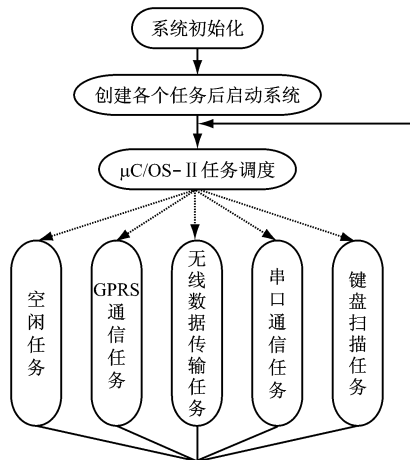 系统初始化
创建各个任务后启动系统
μC/OS-II任务调度
空闲任务
GPRS通信任务
无线数据传输任务
串口通信任务
键盘扫描任务